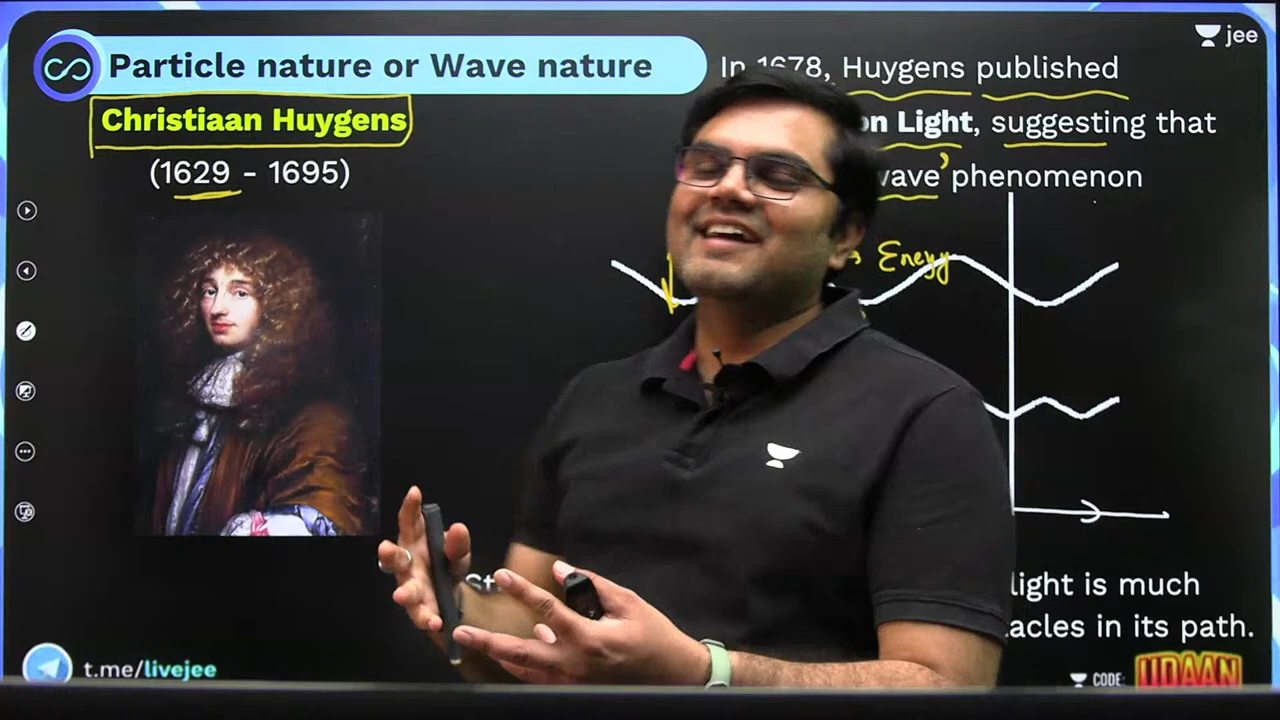 Particle nature or Wave nature
Christiaan Huygens
(1629 - 1695)
In 1678, Huygens published
on Light, suggesting that
wave phenomenon
Energy
light is much
acles in its path.
t.me/livejee
jee
CODE: UDAAN